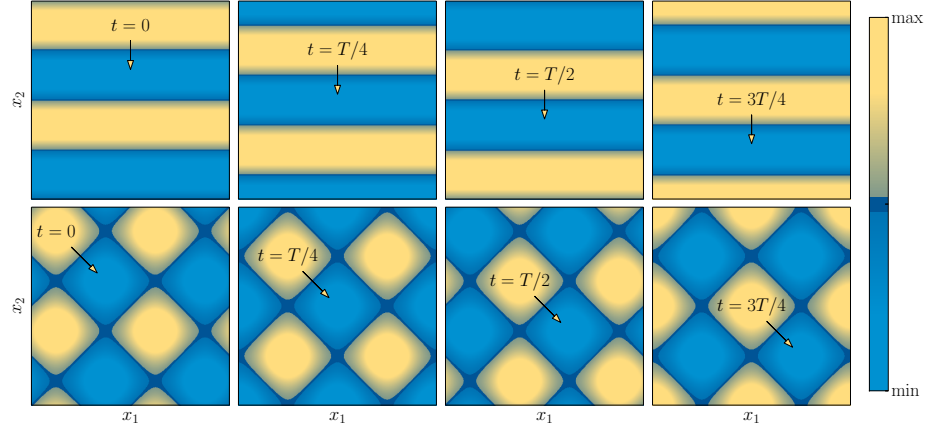 t = 0
t = T/4
t = T/2
t = 3T/4
max
x₂
t = 0
t = T/4
t = T/2
t = 3T/4
x₂
min
x₁
x₁
x₁
x₁